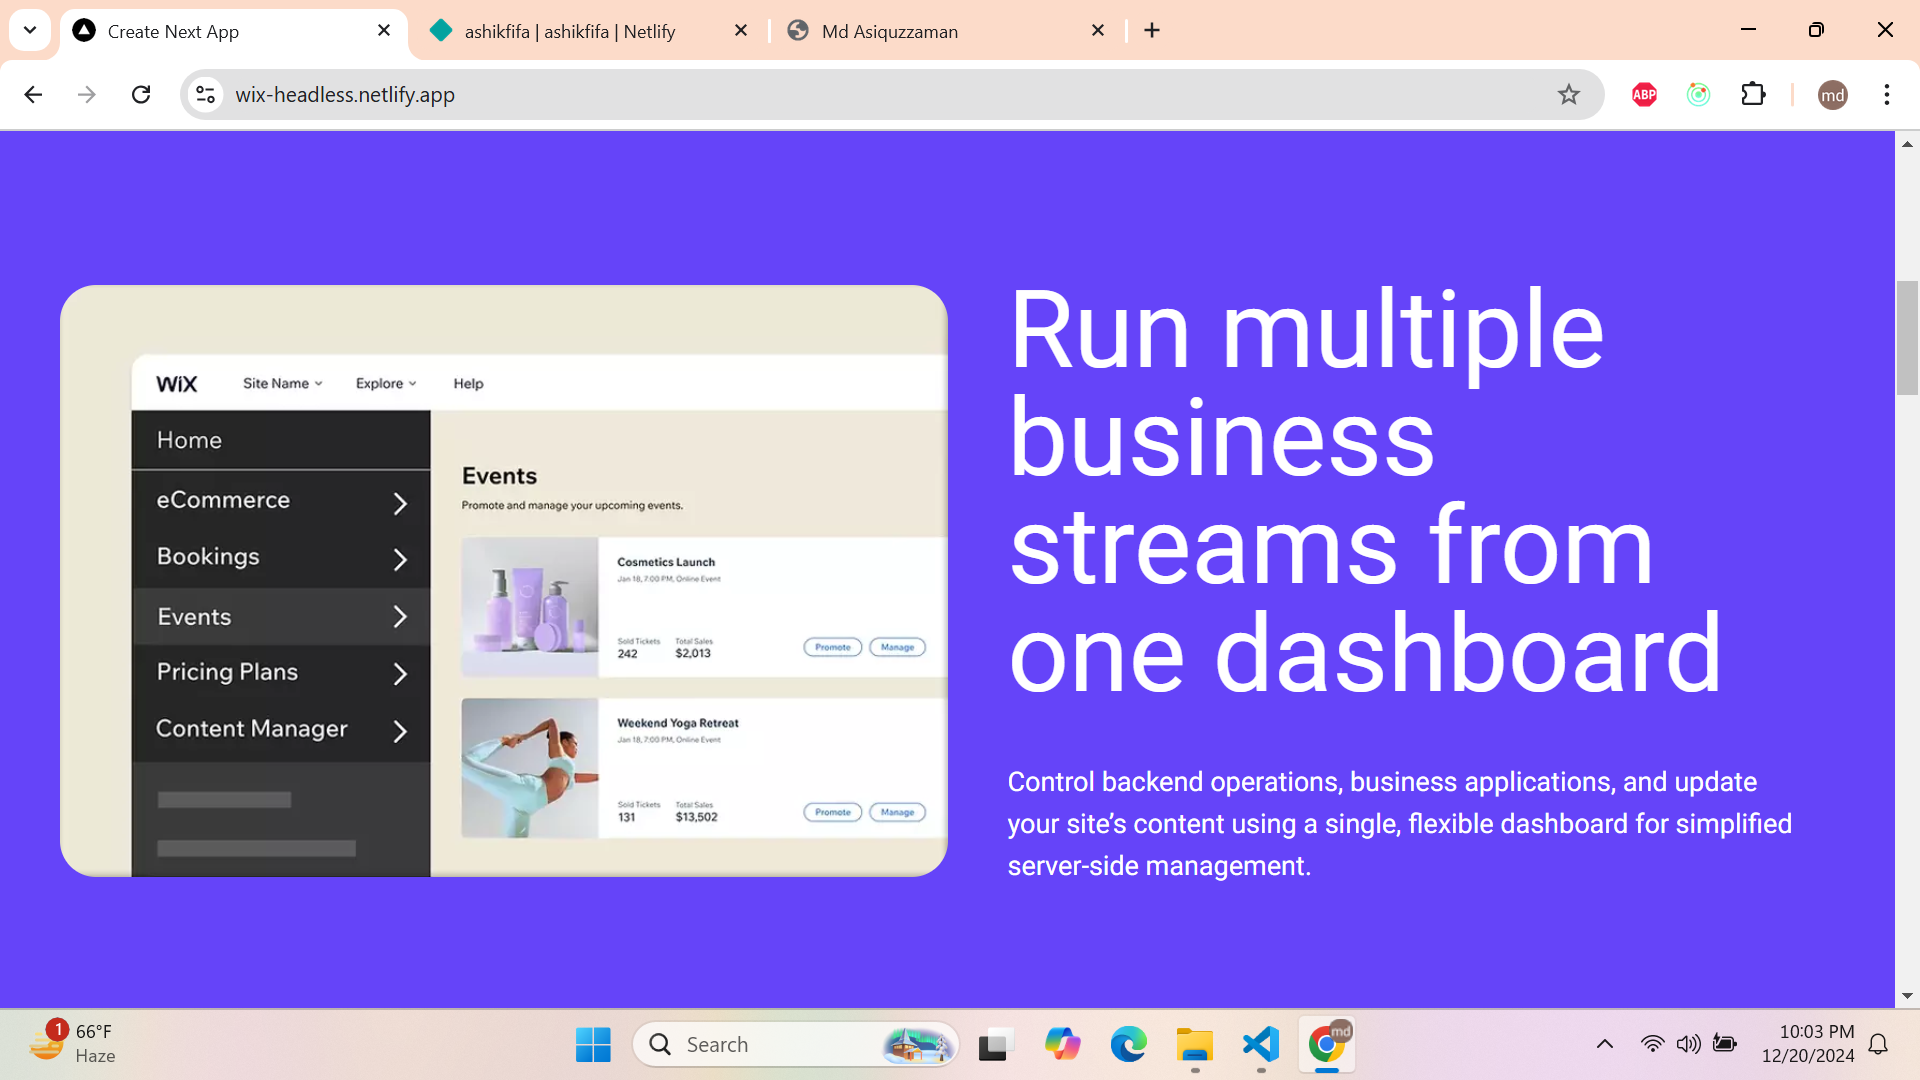 Create Next App
ashikfifa | ashikfifa | Netlify
Md Asiquzzaman
wix-headless.netlify.app
ABP
md
WiX
Site Name
Explore
Help
Home
eCommerce
Bookings
Events
Pricing Plans
Content Manager
Events
Promote and manage your upcoming events.
Cosmetics Launch
Jan 18, 7:00 PM, Online Event
Sold Tickets
Total Sales
242
$2,013
Promote
Manage
Weekend Yoga Retreat
Jan 18, 7:00 PM, Online Event
Sold Tickets
Total Sales
131
$13,502
Promote
Manage
Run multiple
business
streams from
one dashboard
Control backend operations, business applications, and update
your site’s content using a single, flexible dashboard for simplified
server-side management.
1
66°F
Haze
Search
md
10:03 PM
12/20/2024